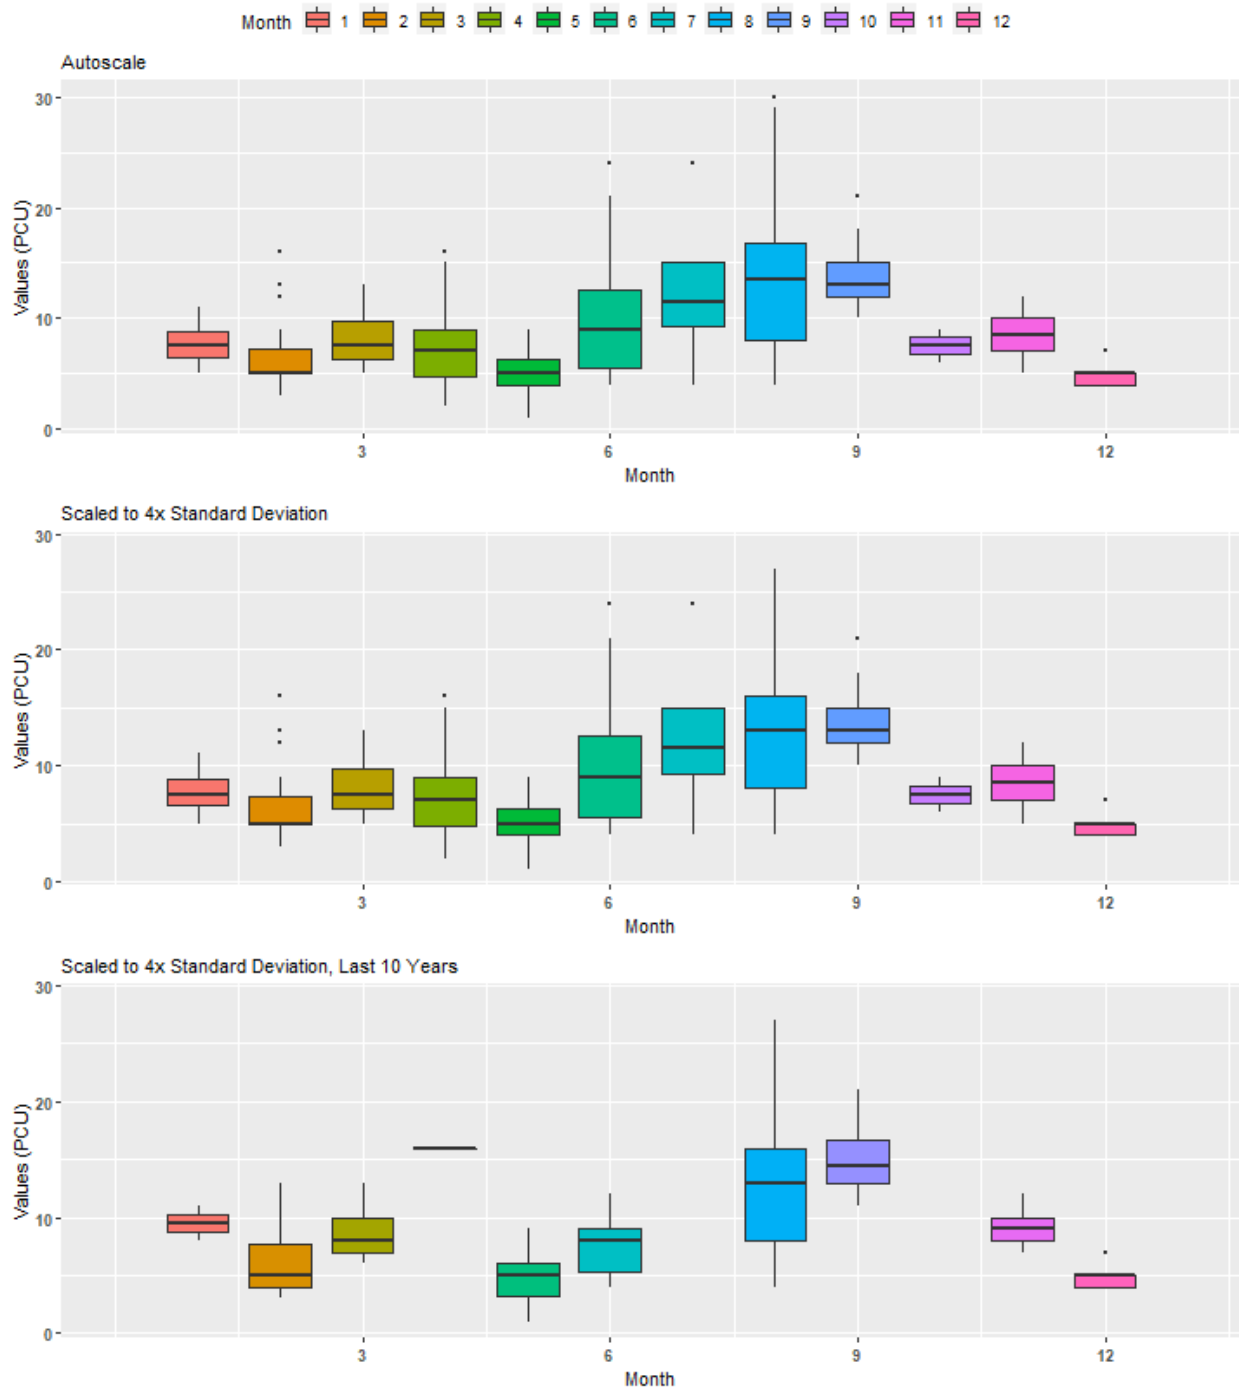 Month 1 2 3 4 5 6 7 8 9 10 11 12
Autoscale
Values (PCU)
30
20
10
0
3 6 9 12
Month
Scaled to 4x Standard Deviation
Values (PCU)
30
20
10
0
3 6 9 12
Month
Scaled to 4x Standard Deviation, Last 10 Years
Values (PCU)
30
20
10
0
3 6 9 12
Month